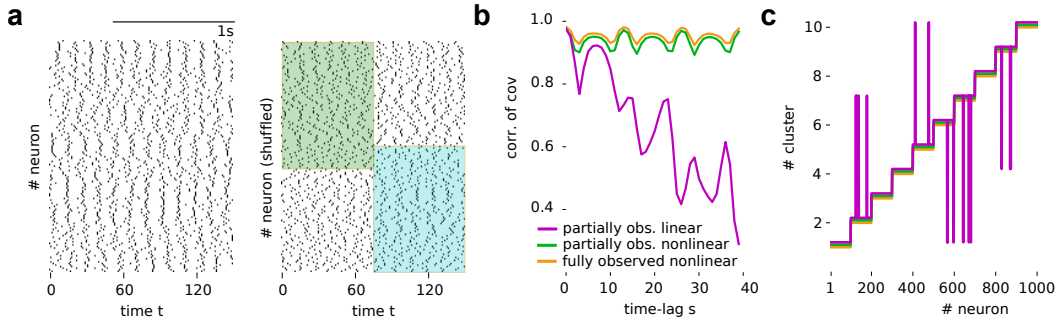 a
1s
# neuron
0
60
120
time t
# neuron (shuffled)
0
60
120
time t
b
1.0
0.8
0.6
0.4
corr. of cov
partially obs. linear
partially obs. nonlinear
fully observed nonlinear
0
10
20
30
40
time-lag s
c
10
8
6
4
2
# cluster
1
200
400
600
800
1000
# neuron